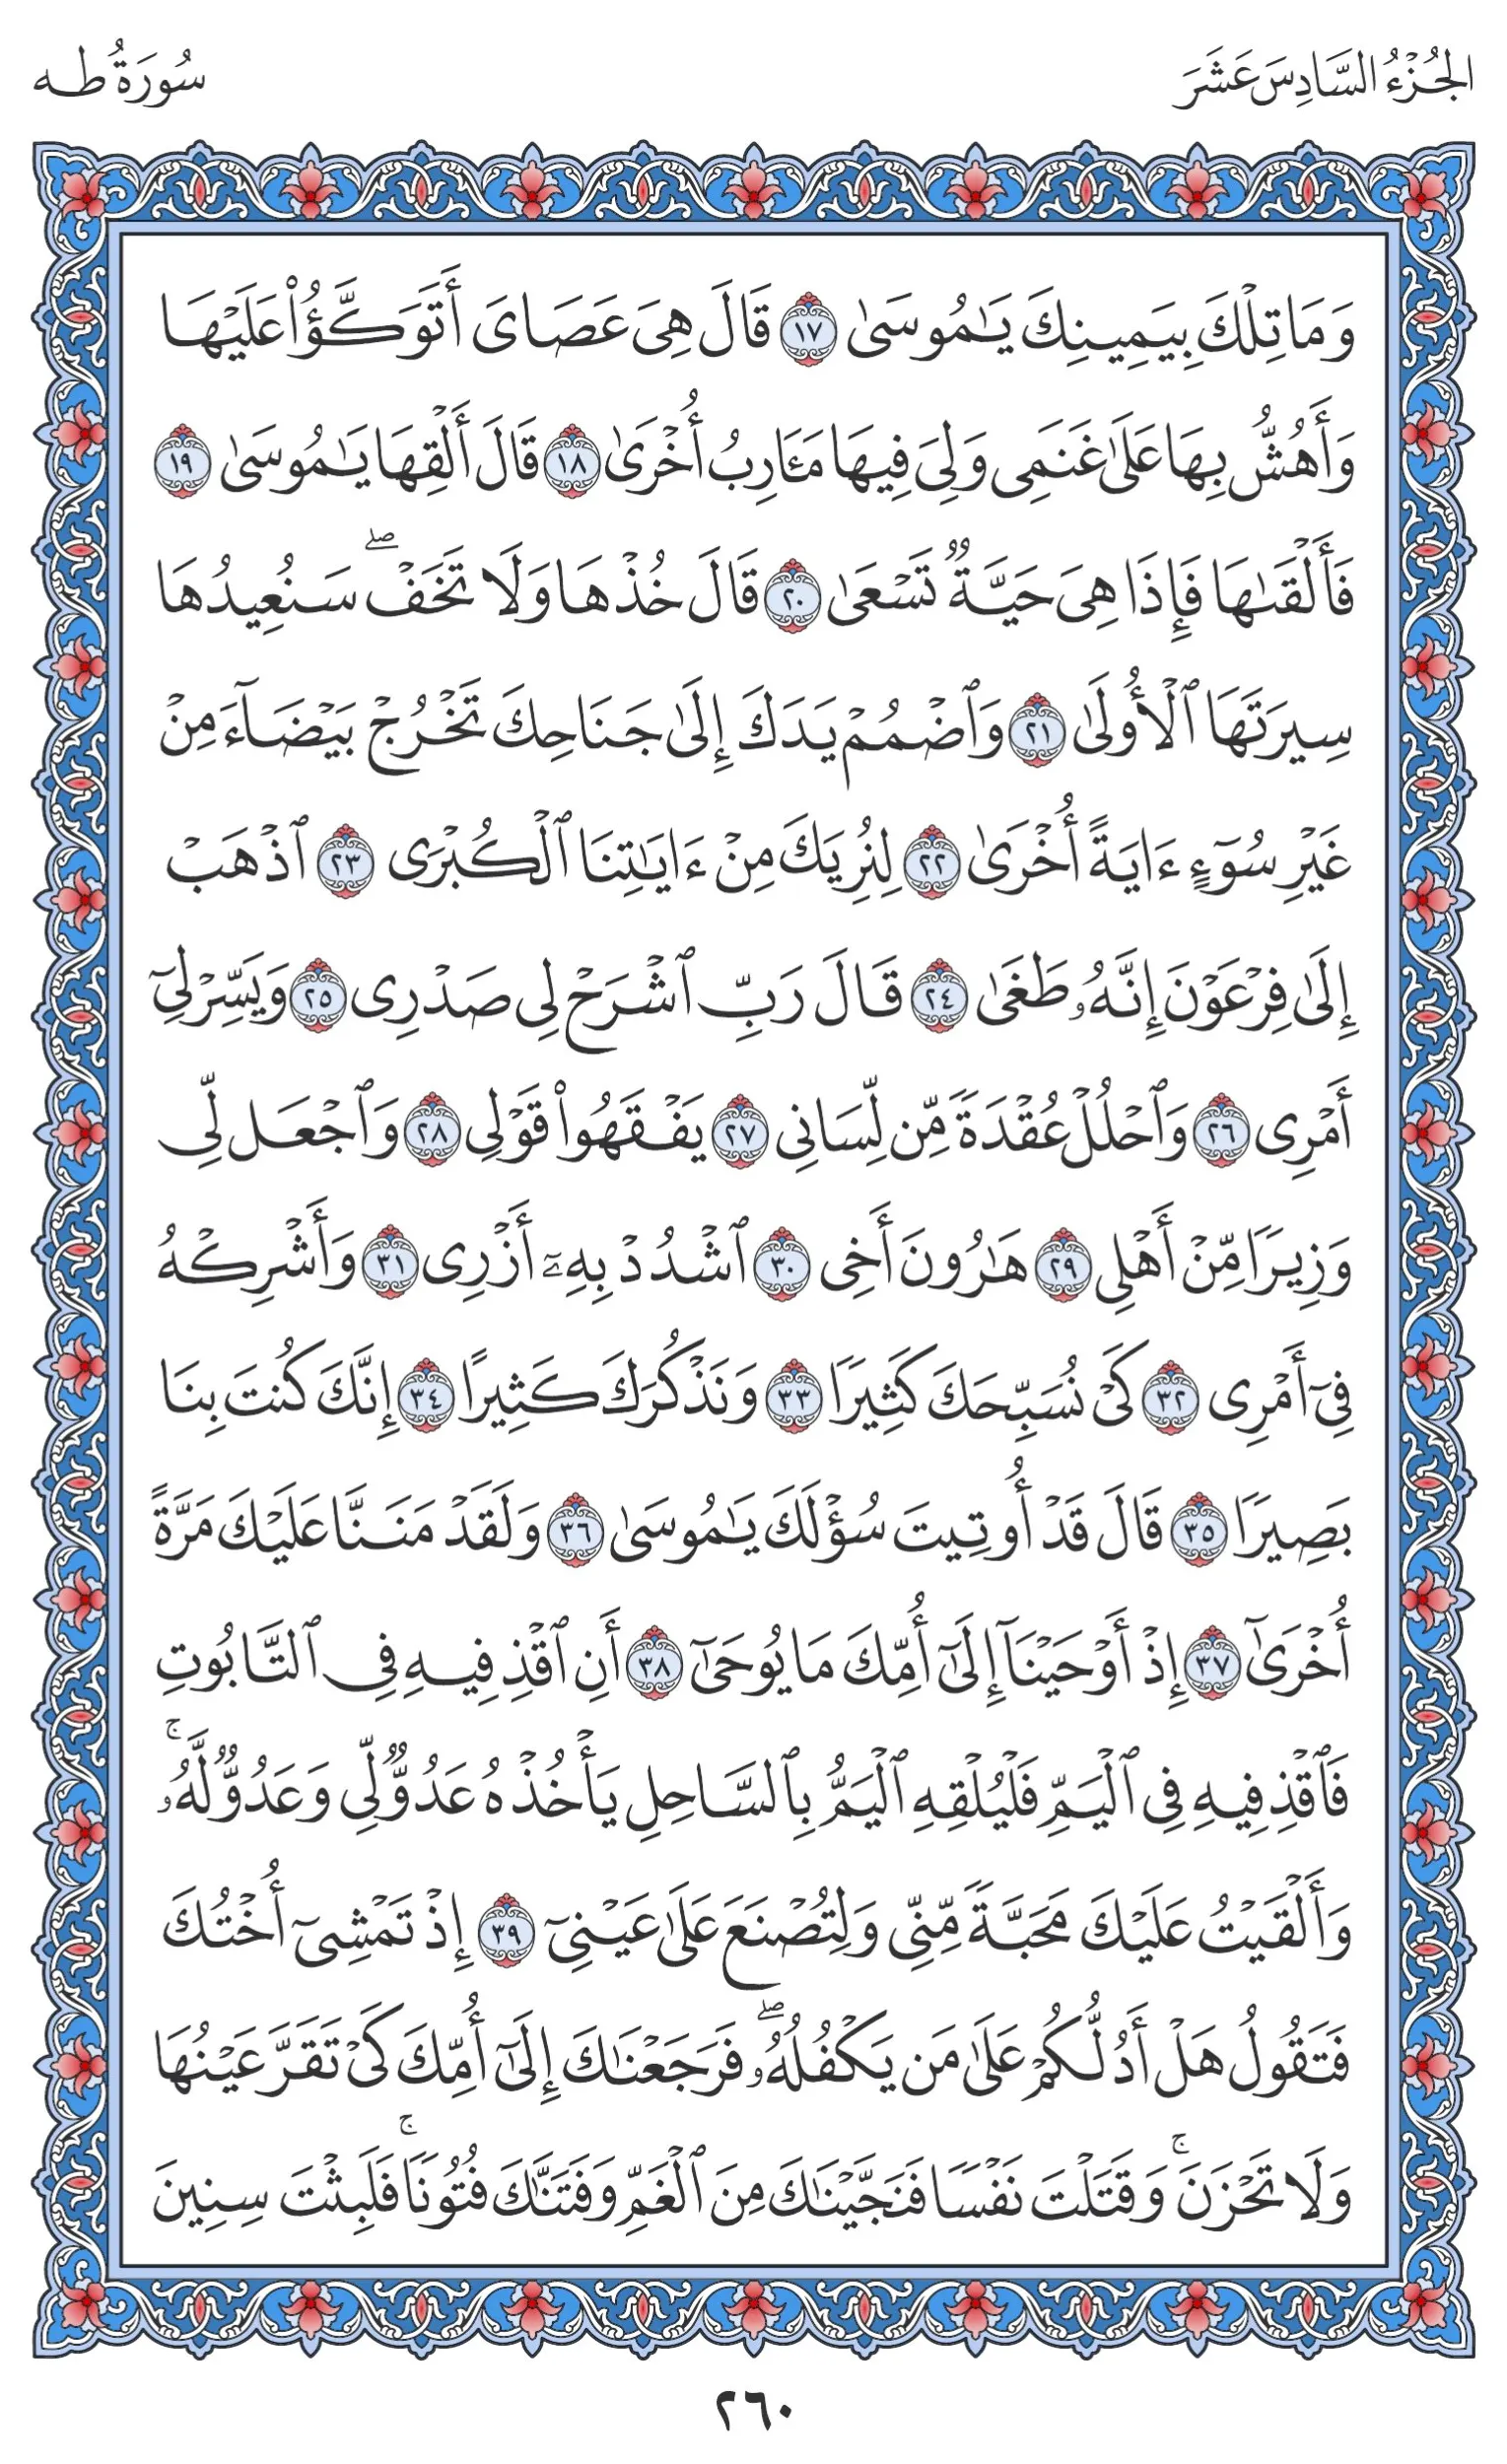 الجُزْءُ السَّادِسَ عَشَرَ
سُورَةُ طه
وَمَا تِلْكَ بِيَمِينِكَ يَـٰمُوسَىٰ ١٧ قَالَ هِىَ عَصَاىَ أَتَوَكَّؤُا۟ عَلَيْهَا
وَأَهُشُّ بِهَا عَلَىٰ غَنَمِى وَلِىَ فِيهَا مَـَٔارِبُ أُخْرَىٰ ١٨ قَالَ أَلْقِهَا يَـٰمُوسَىٰ ١٩
فَأَلْقَىٰهَا فَإِذَا هِىَ حَيَّةٌ تَسْعَىٰ ٢٠ قَالَ خُذْهَا وَلَا تَخَفْ ۖ سَنُعِيدُهَا
سِيرَتَهَا ٱلْأُولَىٰ ٢١ وَٱضْمُمْ يَدَكَ إِلَىٰ جَنَاحِكَ تَخْرُجْ بَيْضَآءَ مِنْ
غَيْرِ سُوٓءٍ ءَايَةً أُخْرَىٰ ٢٢ لِنُرِيَكَ مِنْ ءَايَـٰتِنَا ٱلْكُبْرَى ٢٣ ٱذْهَبْ
إِلَىٰ فِرْعَوْنَ إِنَّهُۥ طَغَىٰ ٢٤ قَالَ رَبِّ ٱشْرَحْ لِى صَدْرِى ٢٥ وَيَسِّرْ لِىٓ
أَمْرِى ٢٦ وَٱحْلُلْ عُقْدَةً مِّن لِّسَانِى ٢٧ يَفْقَهُوا۟ قَوْلِى ٢٨ وَٱجْعَل لِّى
وَزِيرًا مِّنْ أَهْلِى ٢٩ هَـٰرُونَ أَخِى ٣٠ ٱشْدُدْ بِهِۦٓ أَزْرِى ٣١ وَأَشْرِكْهُ
فِىٓ أَمْرِى ٣٢ كَىْ نُسَبِّحَكَ كَثِيرًا ٣٣ وَنَذْكُرَكَ كَثِيرًا ٣٤ إِنَّكَ كُنتَ بِنَا
بَصِيرًا ٣٥ قَالَ قَدْ أُوتِيتَ سُؤْلَكَ يَـٰمُوسَىٰ ٣٦ وَلَقَدْ مَنَنَّا عَلَيْكَ مَرَّةً
أُخْرَىٰٓ ٣٧ إِذْ أَوْحَيْنَآ إِلَىٰٓ أُمِّكَ مَا يُوحَىٰٓ ٣٨ أَنِ ٱقْذِفِيهِ فِى ٱلتَّابُوتِ
فَٱقْذِفِيهِ فِى ٱلْيَمِّ فَلْيُلْقِهِ ٱلْيَمُّ بِٱلسَّاحِلِ يَأْخُذْهُ عَدُوٌّ لِّى وَعَدُوٌّ لَّهُۥ ۚ
وَأَلْقَيْتُ عَلَيْكَ مَحَبَّةً مِّنِّى وَلِتُصْنَعَ عَلَىٰ عَيْنِىٓ ٣٩ إِذْ تَمْشِىٓ أُخْتُكَ
فَتَقُولُ هَلْ أَدُلُّكُمْ عَلَىٰ مَن يَكْفُلُهُۥ ۖ فَرَجَعْنَـٰكَ إِلَىٰٓ أُمِّكَ كَىْ تَقَرَّ عَيْنُهَا
وَلَا تَحْزَنَ ۚ وَقَتَلْتَ نَفْسًا فَنَجَّيْنَـٰكَ مِنَ ٱلْغَمِّ وَفَتَنَّـٰكَ فُتُونًا ۚ فَلَبِثْتَ سِنِينَ
٢٦٠